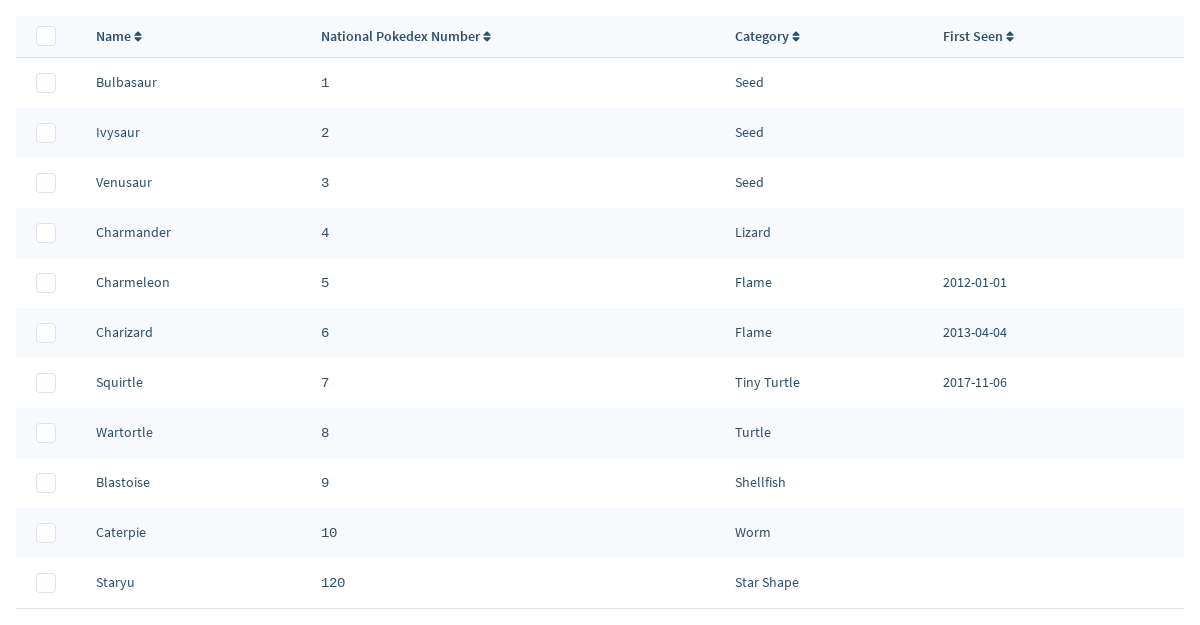 Name National Pokedex Number Category First Seen
Bulbasaur 1 Seed
Ivysaur 2 Seed
Venusaur 3 Seed
Charmander 4 Lizard
Charmeleon 5 Flame 2012-01-01
Charizard 6 Flame 2013-04-04
Squirtle 7 Tiny Turtle 2017-11-06
Wartortle 8 Turtle
Blastoise 9 Shellfish
Caterpie 10 Worm
Staryu 120 Star Shape